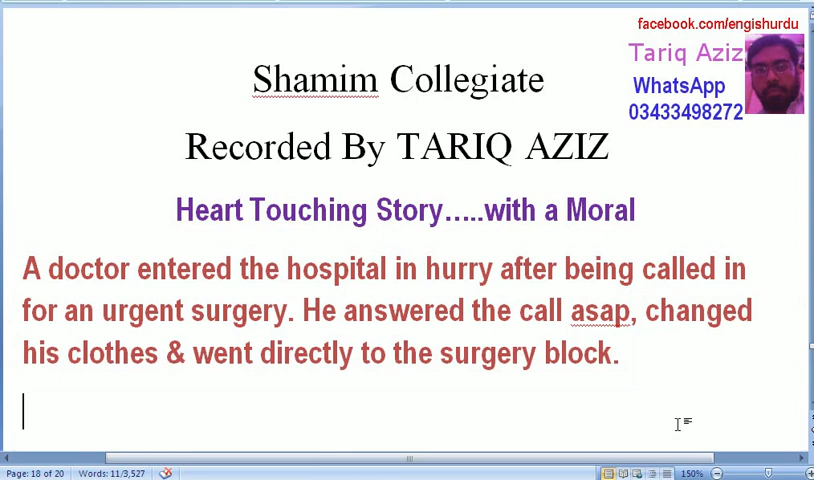 facebook.com/engishurdu
Tariq Aziz
WhatsApp
03433498272
Shamim Collegiate
Recorded By TARIQ AZIZ
Heart Touching Story…..with a Moral
A doctor entered the hospital in hurry after being called in
for an urgent surgery. He answered the call asap, changed
his clothes & went directly to the surgery block.
Page: 18 of 20 Words: 11/3,527 150%